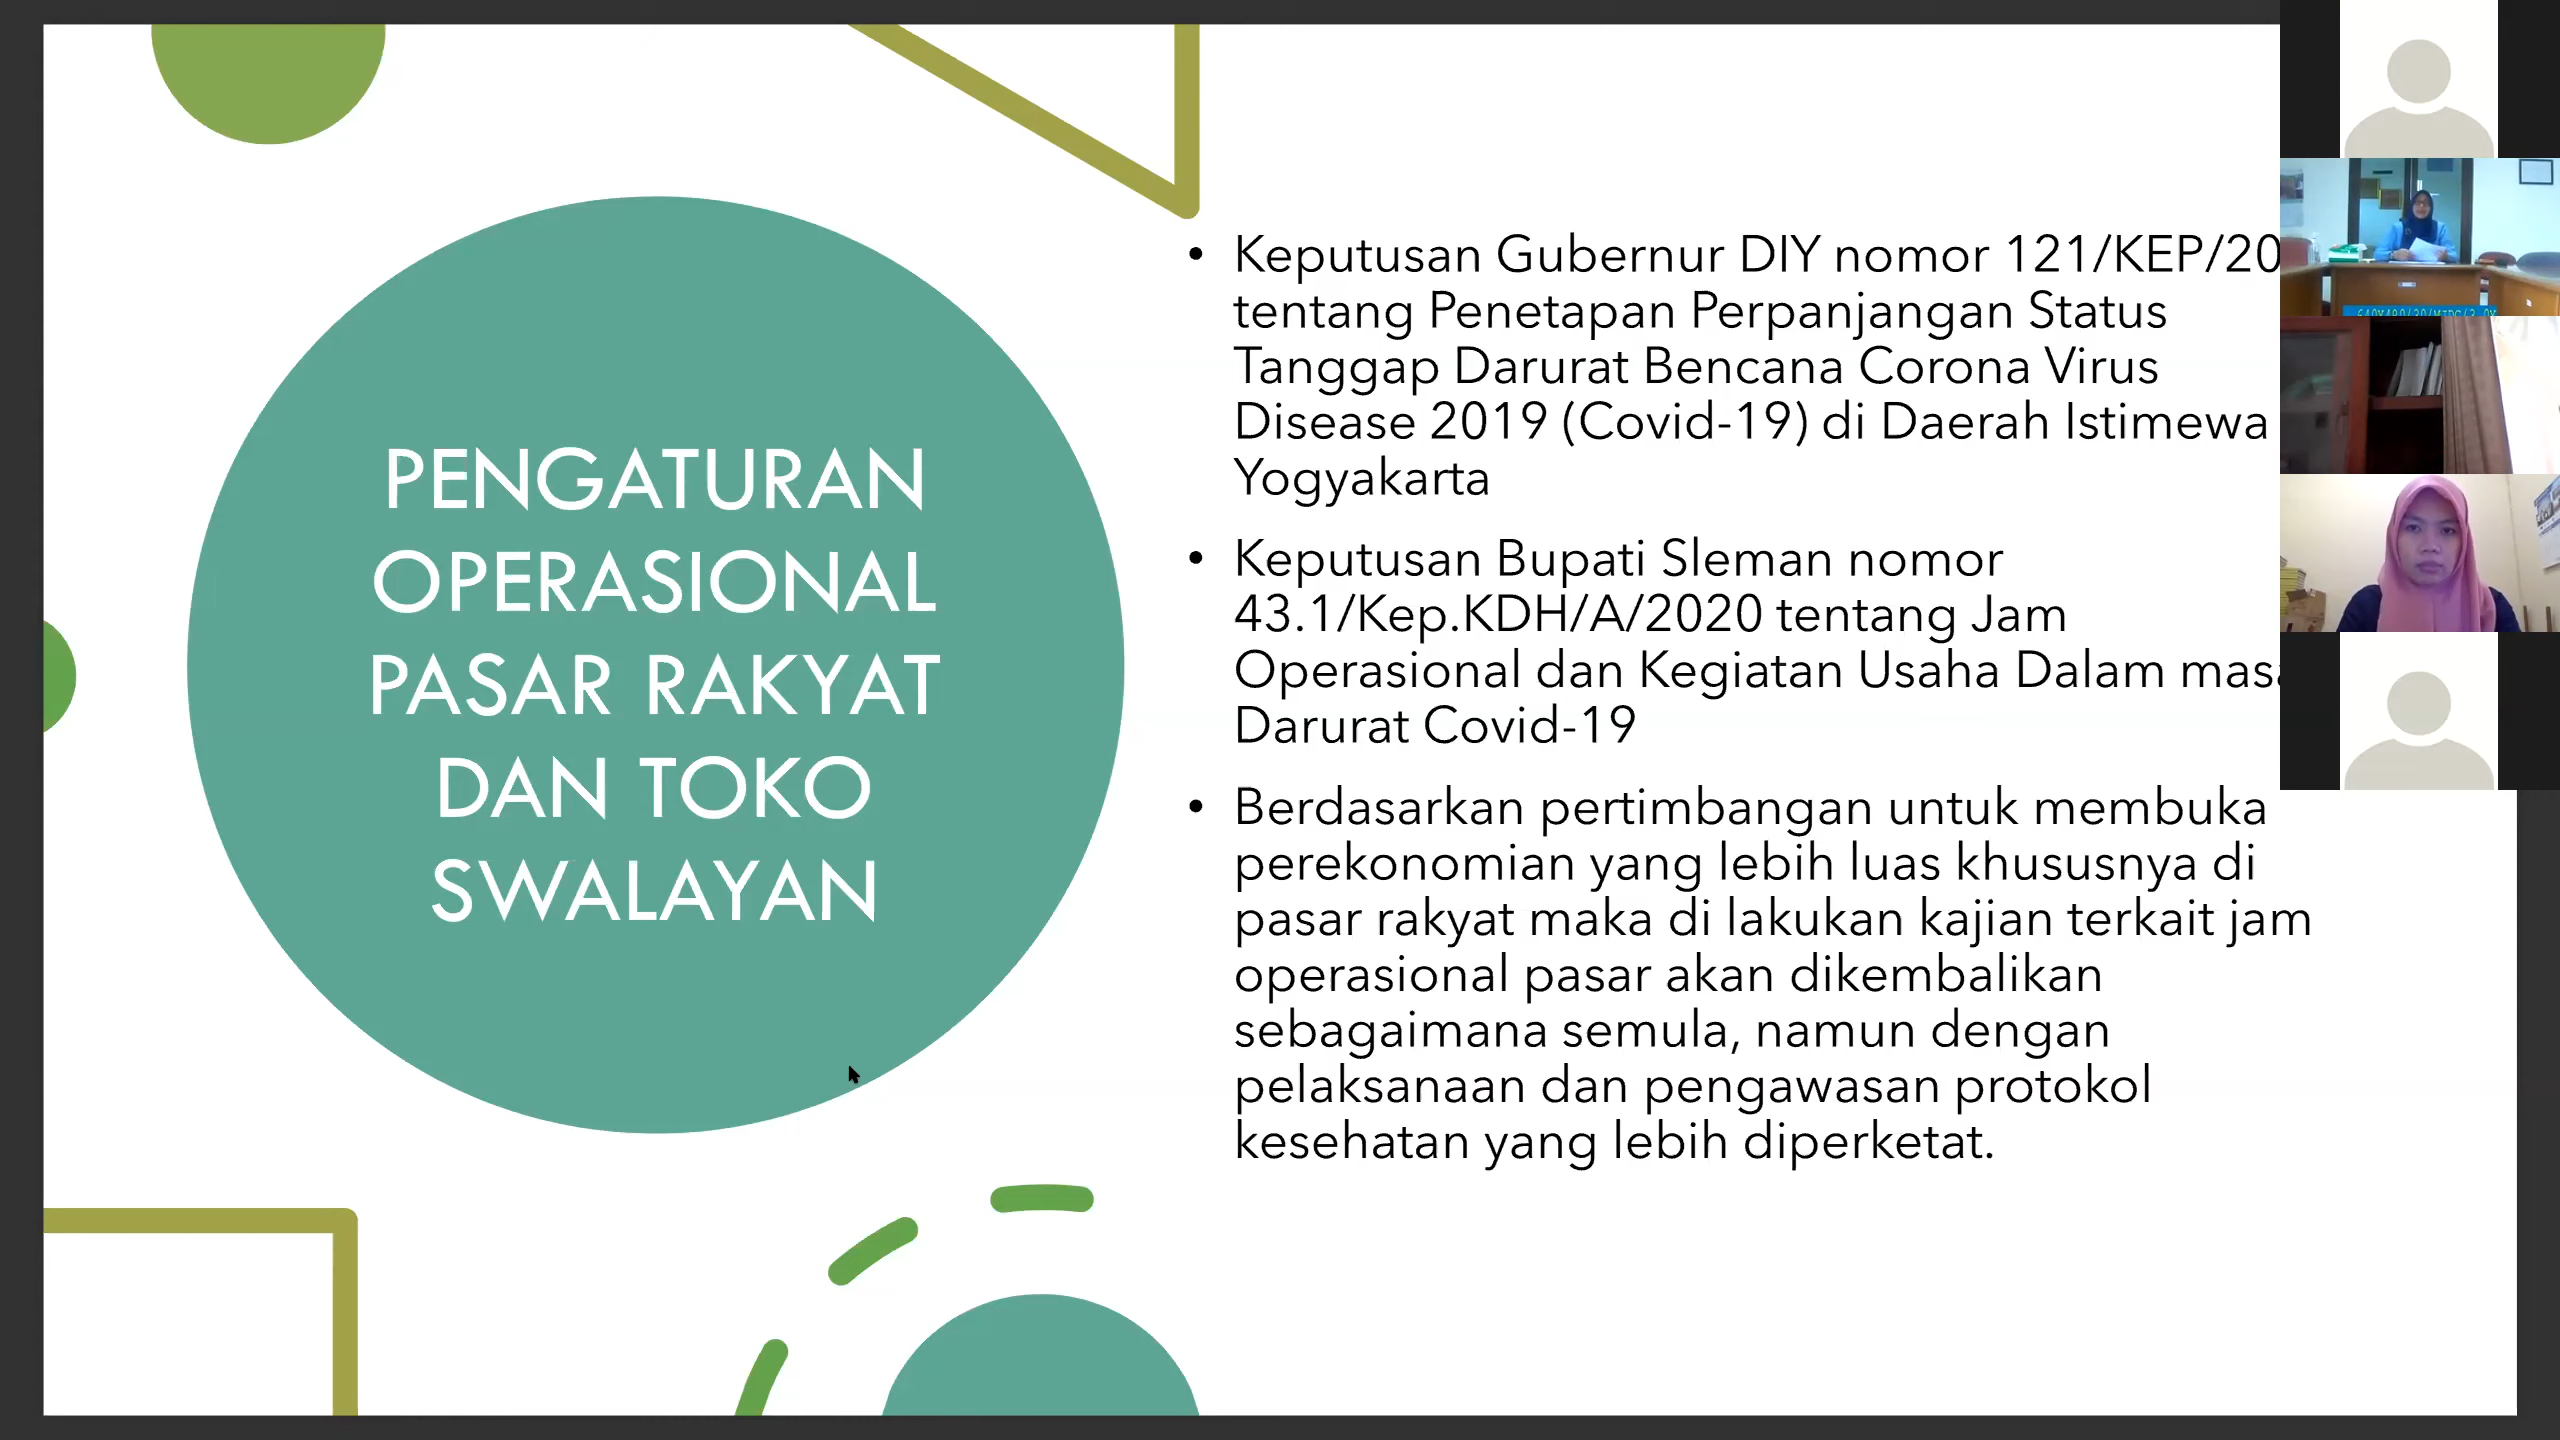 PENGATURAN
OPERASIONAL
PASAR RAKYAT
DAN TOKO
SWALAYAN
• Keputusan Gubernur DIY nomor 121/KEP/20
tentang Penetapan Perpanjangan Status
Tanggap Darurat Bencana Corona Virus
Disease 2019 (Covid-19) di Daerah Istimewa
Yogyakarta
• Keputusan Bupati Sleman nomor
43.1/Kep.KDH/A/2020 tentang Jam
Operasional dan Kegiatan Usaha Dalam masa
Darurat Covid-19
• Berdasarkan pertimbangan untuk membuka
perekonomian yang lebih luas khususnya di
pasar rakyat maka di lakukan kajian terkait jam
operasional pasar akan dikembalikan
sebagaimana semula, namun dengan
pelaksanaan dan pengawasan protokol
kesehatan yang lebih diperketat.